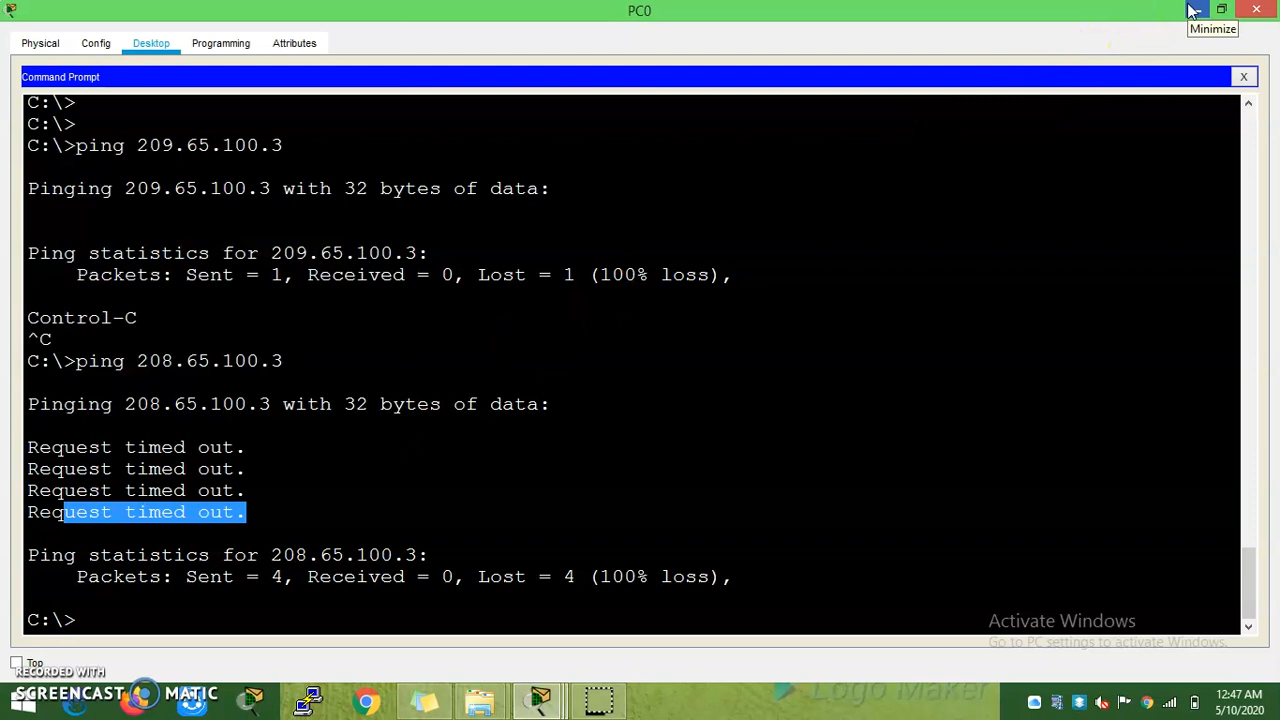 PC0
Minimize
Physical Config Desktop Programming Attributes
Command Prompt X
C:\>
C:\>
C:\>ping 209.65.100.3
Pinging 209.65.100.3 with 32 bytes of data:
Ping statistics for 209.65.100.3:
Packets: Sent = 1, Received = 0, Lost = 1 (100% loss),
Control-C
^C
C:\>ping 208.65.100.3
Pinging 208.65.100.3 with 32 bytes of data:
Request timed out.
Request timed out.
Request timed out.
Request timed out.
Ping statistics for 208.65.100.3:
Packets: Sent = 4, Received = 0, Lost = 4 (100% loss),
C:\>
Activate Windows
Go to PC settings to activate Windows.
Top
RECORDED WITH
SCREENCAST MATIC
Logo Maker
12:47 AM
5/10/2020